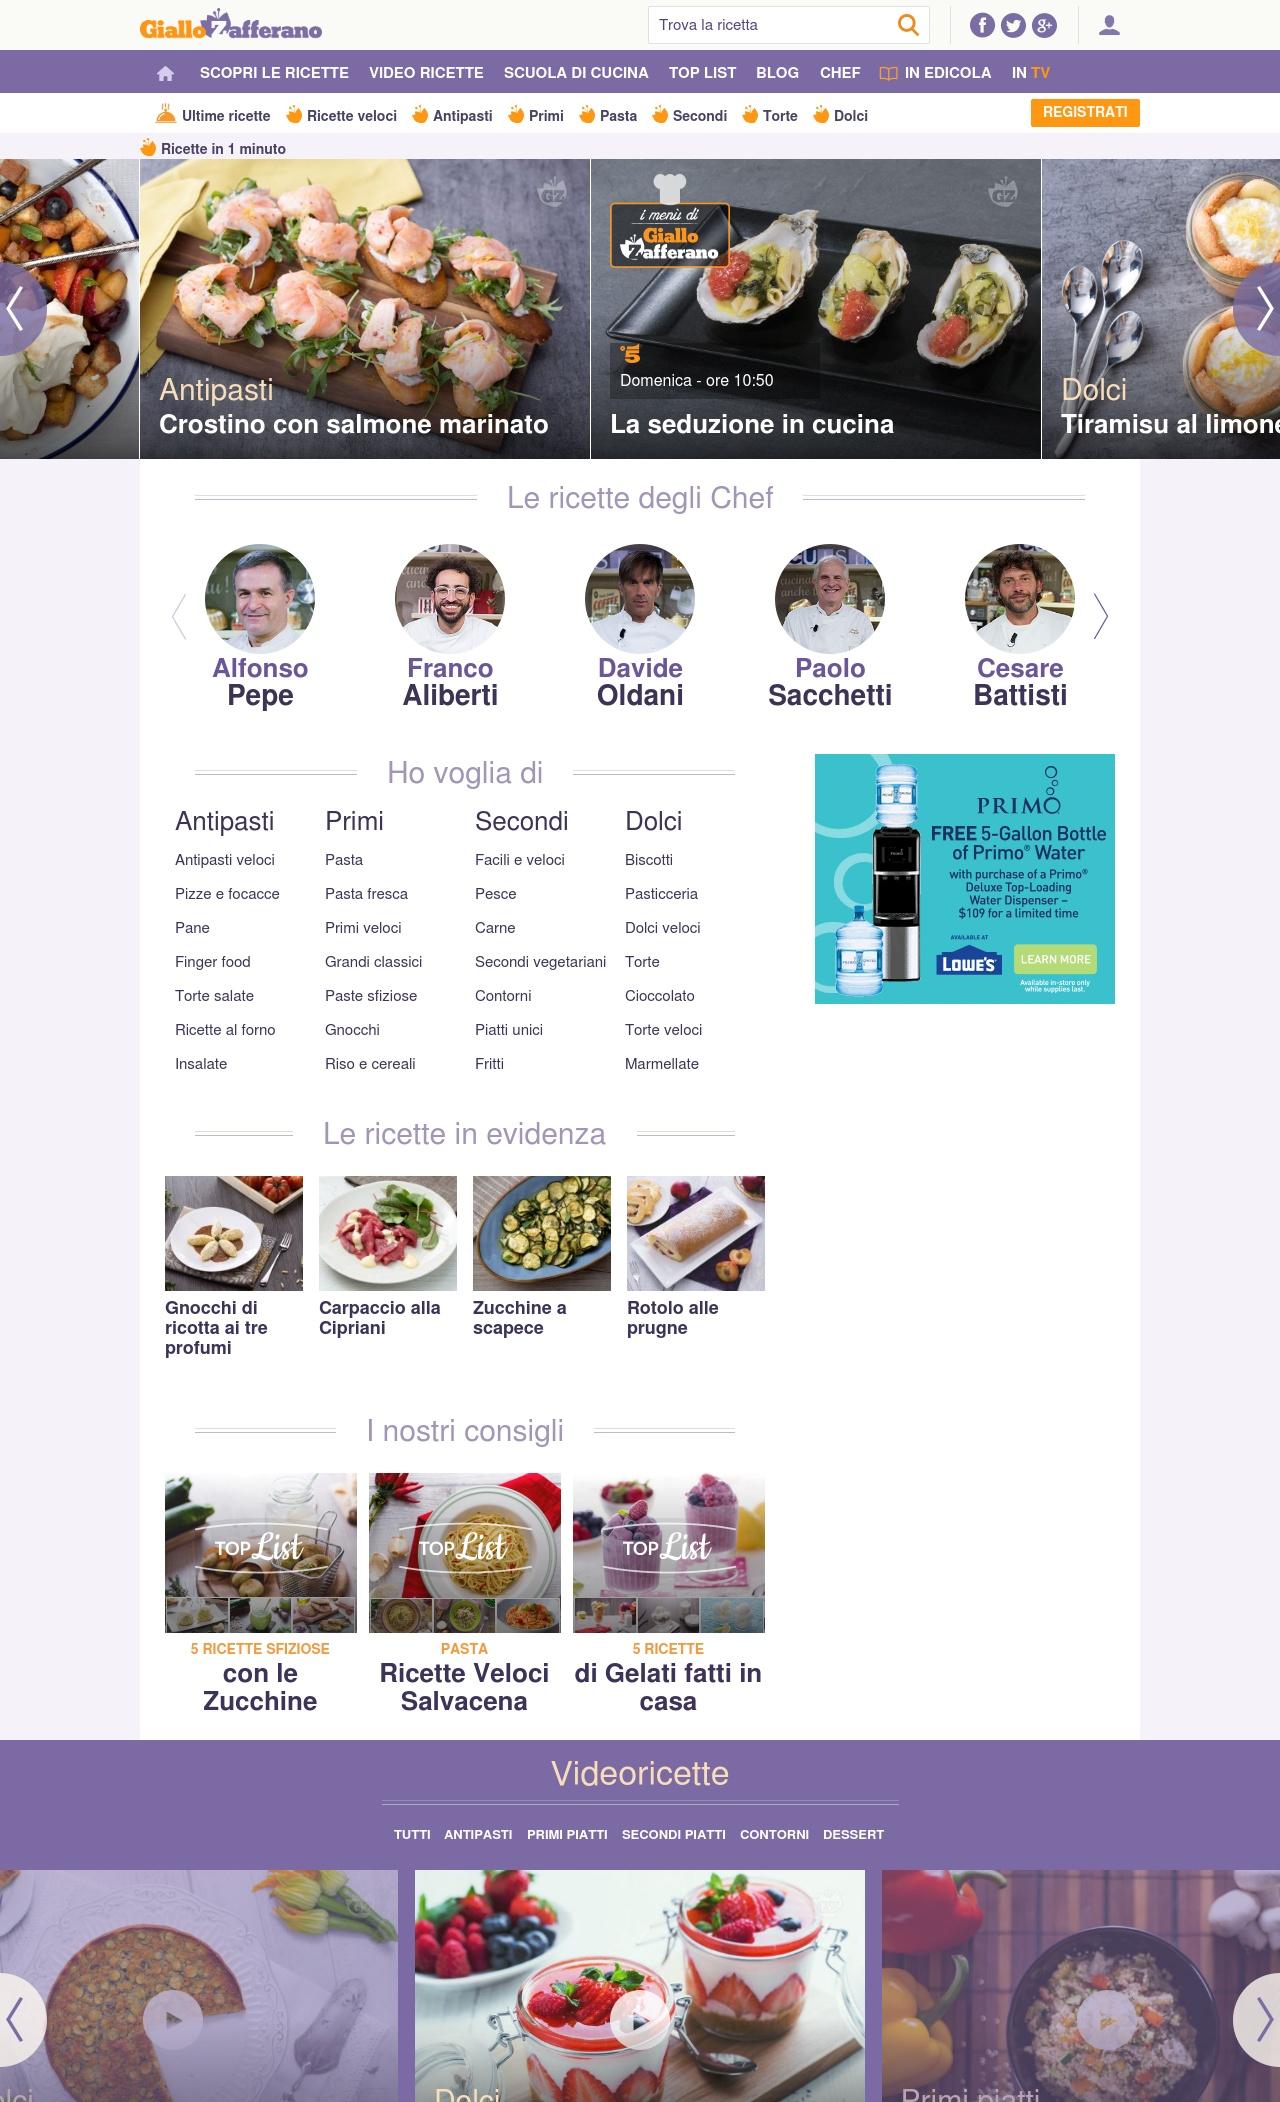 Giallo Zafferano
Trova la ricetta
SCOPRI LE RICETTE VIDEO RICETTE SCUOLA DI CUCINA TOP LIST BLOG CHEF IN EDICOLA IN TV
Ultime ricette Ricette veloci Antipasti Primi Pasta Secondi Torte Dolci
REGISTRATI
Ricette in 1 minuto
i menù di
Giallo
Zafferano
5
Domenica - ore 10:50
Antipasti
Crostino con salmone marinato
La seduzione in cucina
Dolci
Tiramisu al limone
Le ricette degli Chef
Alfonso
Pepe
Franco
Aliberti
Davide
Oldani
Paolo
Sacchetti
Cesare
Battisti
Ho voglia di
Antipasti
Antipasti veloci
Pizze e focacce
Pane
Finger food
Torte salate
Ricette al forno
Insalate
Primi
Pasta
Pasta fresca
Primi veloci
Grandi classici
Paste sfiziose
Gnocchi
Riso e cereali
Secondi
Facili e veloci
Pesce
Carne
Secondi vegetariani
Contorni
Piatti unici
Fritti
Dolci
Biscotti
Pasticceria
Dolci veloci
Torte
Cioccolato
Torte veloci
Marmellate
PRIMO
FREE 5-Gallon Bottle
of Primo® Water
with purchase of a Primo®
Deluxe Top-Loading
Water Dispenser –
$109 for a limited time
AVAILABLE AT
LOWE'S
LEARN MORE
Available in-store only
while supplies last.
Le ricette in evidenza
Gnocchi di
ricotta ai tre
profumi
Carpaccio alla
Cipriani
Zucchine a
scapece
Rotolo alle
prugne
I nostri consigli
TOP List
5 RICETTE SFIZIOSE
con le
Zucchine
TOP List
PASTA
Ricette Veloci
Salvacena
TOP List
5 RICETTE
di Gelati fatti in
casa
Videoricette
TUTTI ANTIPASTI PRIMI PIATTI SECONDI PIATTI CONTORNI DESSERT
Dolci
Primi piatti